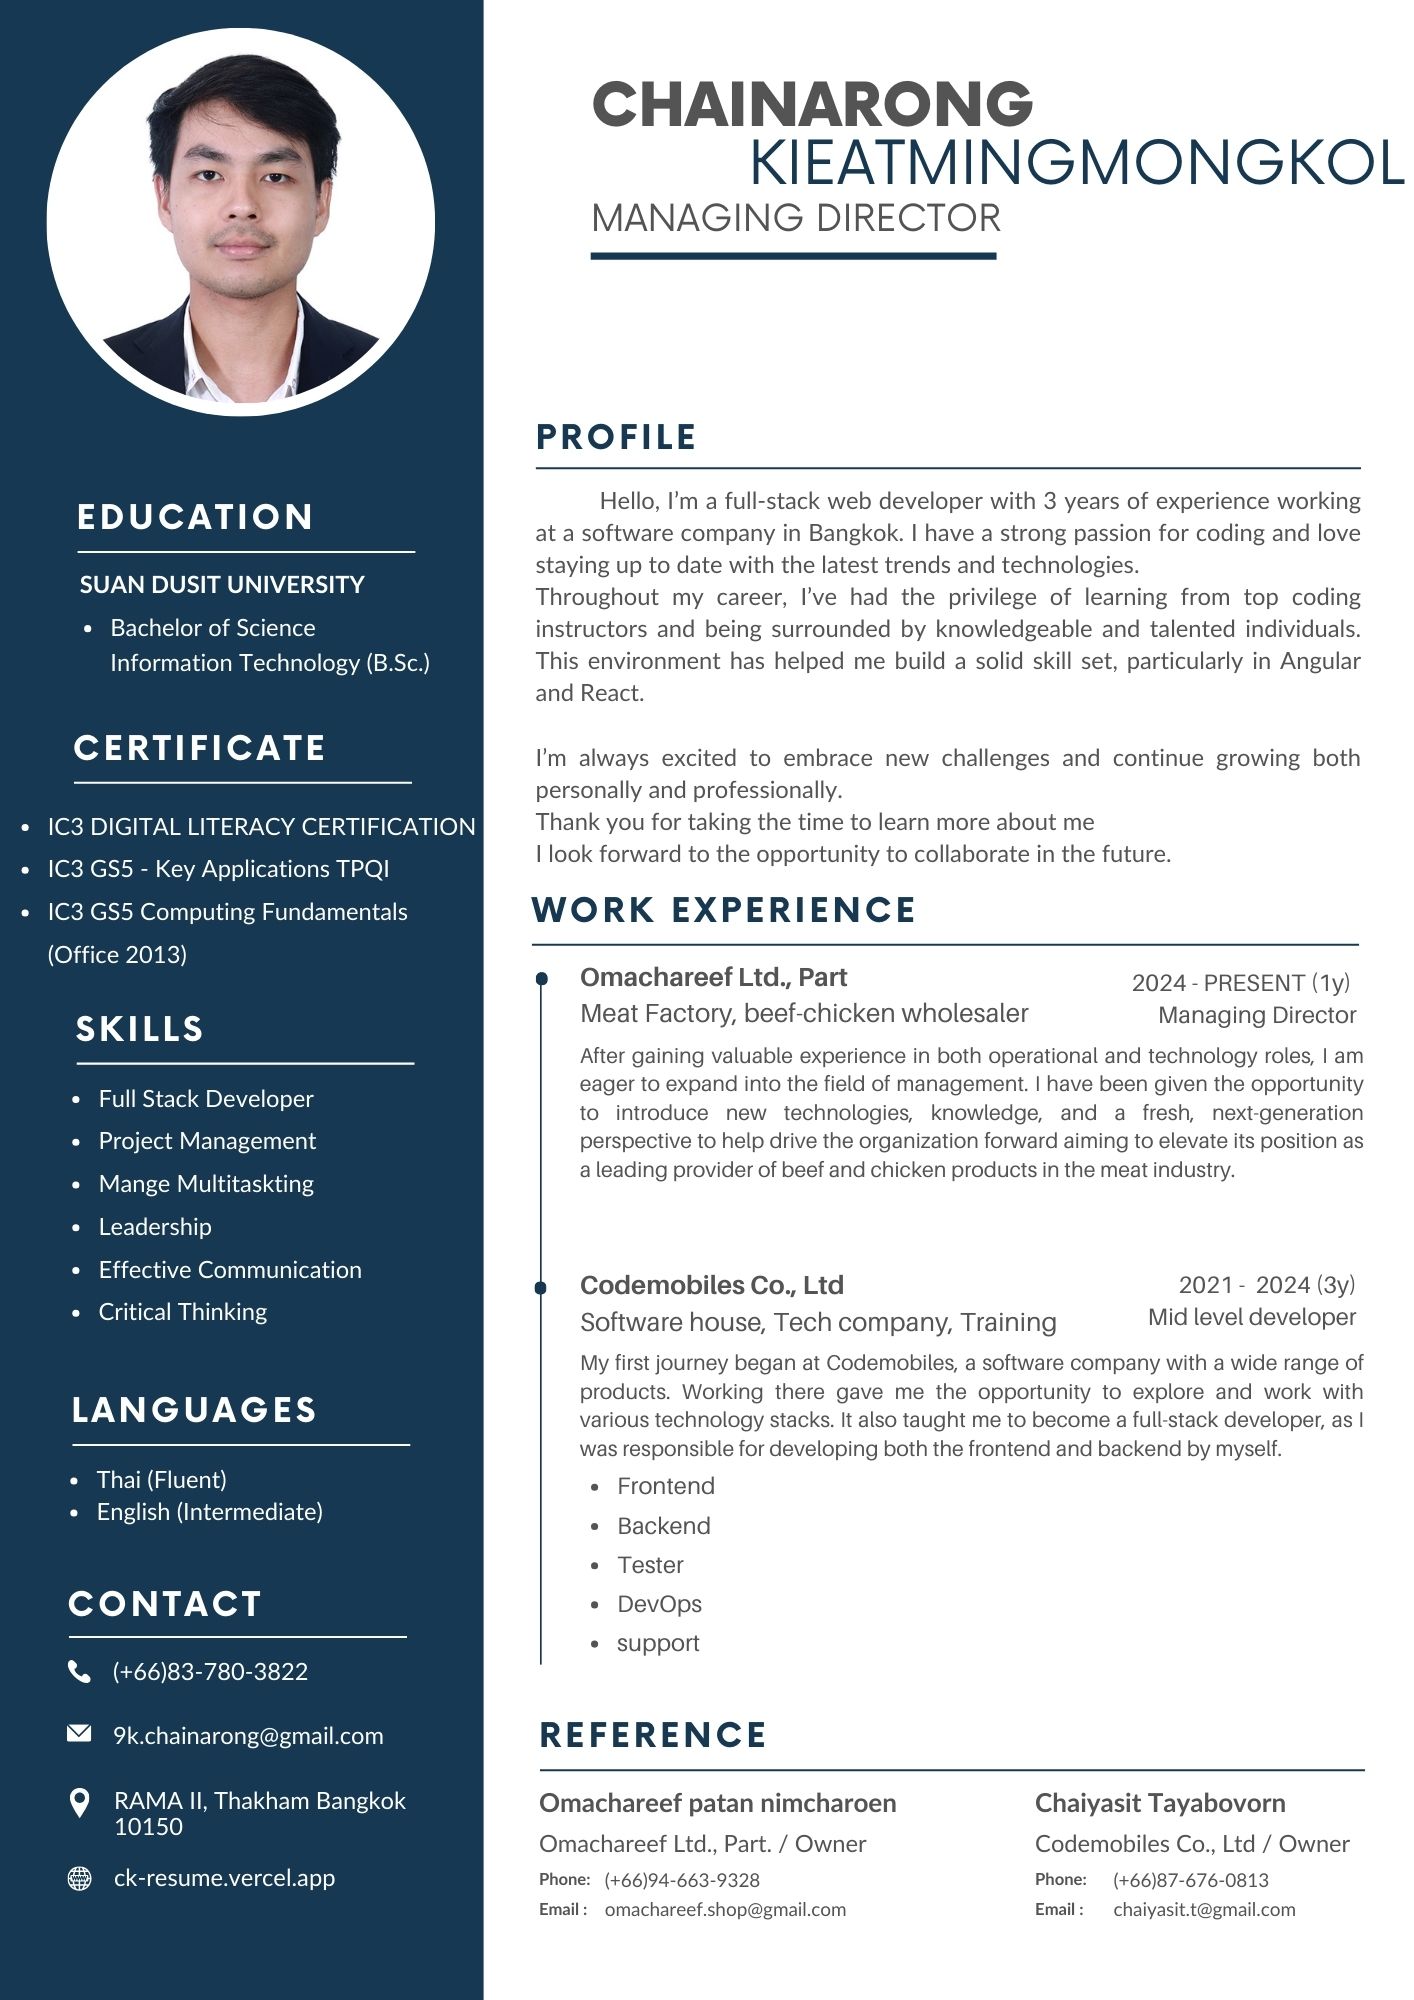 CHAINARONG
KIEATMINGMONGKOL
MANAGING DIRECTOR
EDUCATION
SUAN DUSIT UNIVERSITY
• Bachelor of Science
Information Technology (B.Sc.)
CERTIFICATE
• IC3 DIGITAL LITERACY CERTIFICATION
• IC3 GS5 - Key Applications TPQI
• IC3 GS5 Computing Fundamentals
(Office 2013)
SKILLS
• Full Stack Developer
• Project Management
• Mange Multitaskting
• Leadership
• Effective Communication
• Critical Thinking
LANGUAGES
• Thai (Fluent)
• English (Intermediate)
CONTACT
(+66)83-780-3822
9k.chainarong@gmail.com
RAMA II, Thakham Bangkok
10150
ck-resume.vercel.app
PROFILE
Hello, I’m a full-stack web developer with 3 years of experience working
at a software company in Bangkok. I have a strong passion for coding and love
staying up to date with the latest trends and technologies.
Throughout my career, I’ve had the privilege of learning from top coding
instructors and being surrounded by knowledgeable and talented individuals.
This environment has helped me build a solid skill set, particularly in Angular
and React.
I’m always excited to embrace new challenges and continue growing both
personally and professionally.
Thank you for taking the time to learn more about me
I look forward to the opportunity to collaborate in the future.
WORK EXPERIENCE
Omachareef Ltd., Part
2024 - PRESENT (1y)
Meat Factory, beef-chicken wholesaler
Managing Director
After gaining valuable experience in both operational and technology roles, I am
eager to expand into the field of management. I have been given the opportunity
to introduce new technologies, knowledge, and a fresh, next-generation
perspective to help drive the organization forward aiming to elevate its position as
a leading provider of beef and chicken products in the meat industry.
Codemobiles Co., Ltd
2021 - 2024 (3y)
Software house, Tech company, Training
Mid level developer
My first journey began at Codemobiles, a software company with a wide range of
products. Working there gave me the opportunity to explore and work with
various technology stacks. It also taught me to become a full-stack developer, as I
was responsible for developing both the frontend and backend by myself.
• Frontend
• Backend
• Tester
• DevOps
• support
REFERENCE
Omachareef patan nimcharoen
Omachareef Ltd., Part. / Owner
Phone: (+66)94-663-9328
Email : omachareef.shop@gmail.com
Chaiyasit Tayabovorn
Codemobiles Co., Ltd / Owner
Phone: (+66)87-676-0813
Email : chaiyasit.t@gmail.com